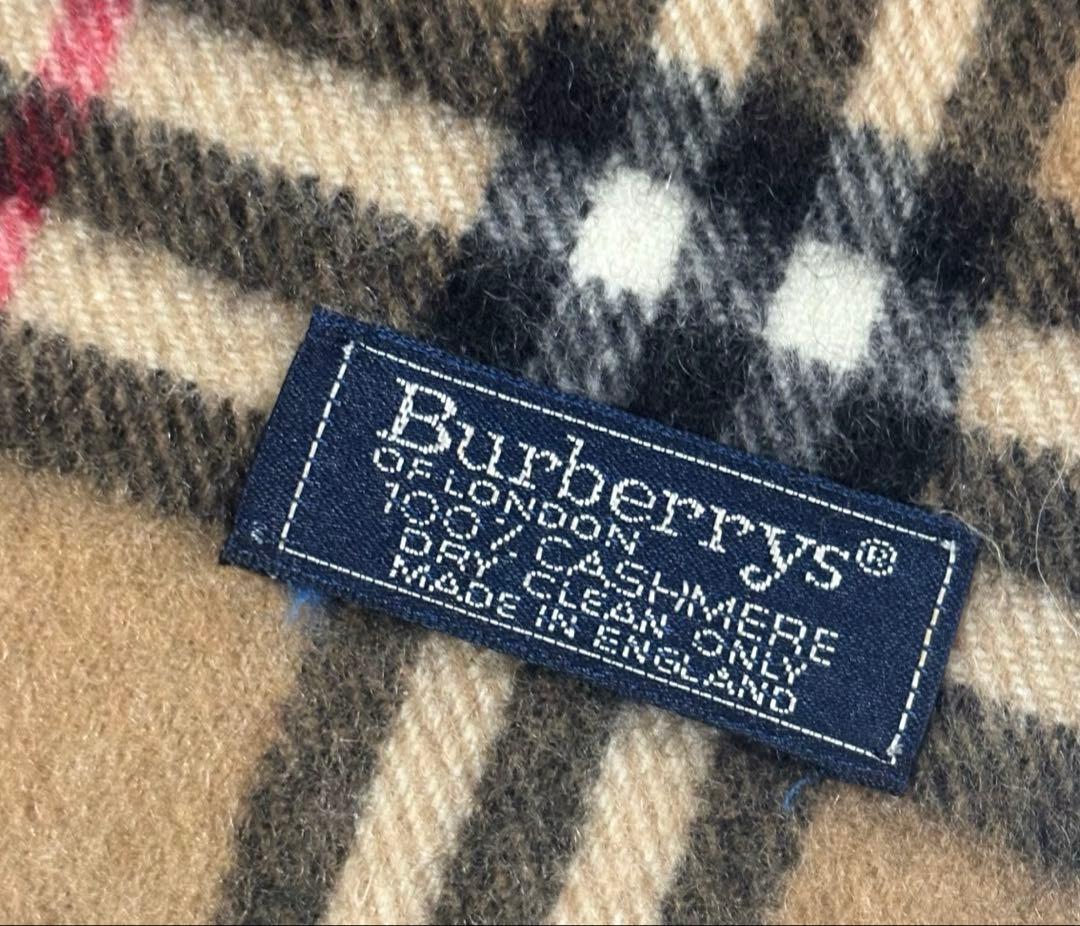 Burberrys®
OF LONDON
100% CASHMERE
DRY CLEAN ONLY
MADE IN ENGLAND